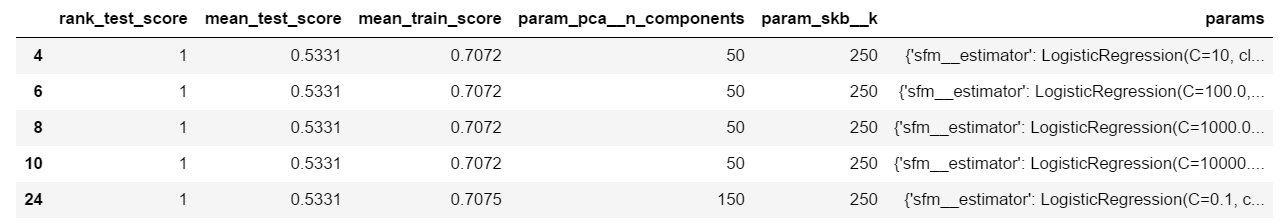 rank_test_score mean_test_score mean_train_score param_pca__n_components param_skb__k params
4 1 0.5331 0.7072 50 250 {'sfm__estimator': LogisticRegression(C=10, cl...
6 1 0.5331 0.7072 50 250 {'sfm__estimator': LogisticRegression(C=100.0,...
8 1 0.5331 0.7072 50 250 {'sfm__estimator': LogisticRegression(C=1000.0...
10 1 0.5331 0.7072 50 250 {'sfm__estimator': LogisticRegression(C=10000....
24 1 0.5331 0.7075 150 250 {'sfm__estimator': LogisticRegression(C=0.1, c...